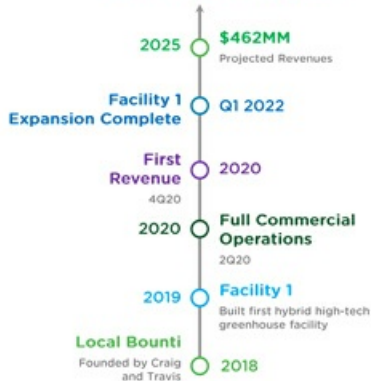 2025
$462MM
Projected Revenues
Facility 1
Expansion Complete
Q1 2022
First
Revenue
4Q20
2020
2020
Full Commercial
Operations
2Q20
2019
Facility 1
Built first hybrid high-tech
greenhouse facility
Local Bounti
Founded by Craig
and Travis
2018